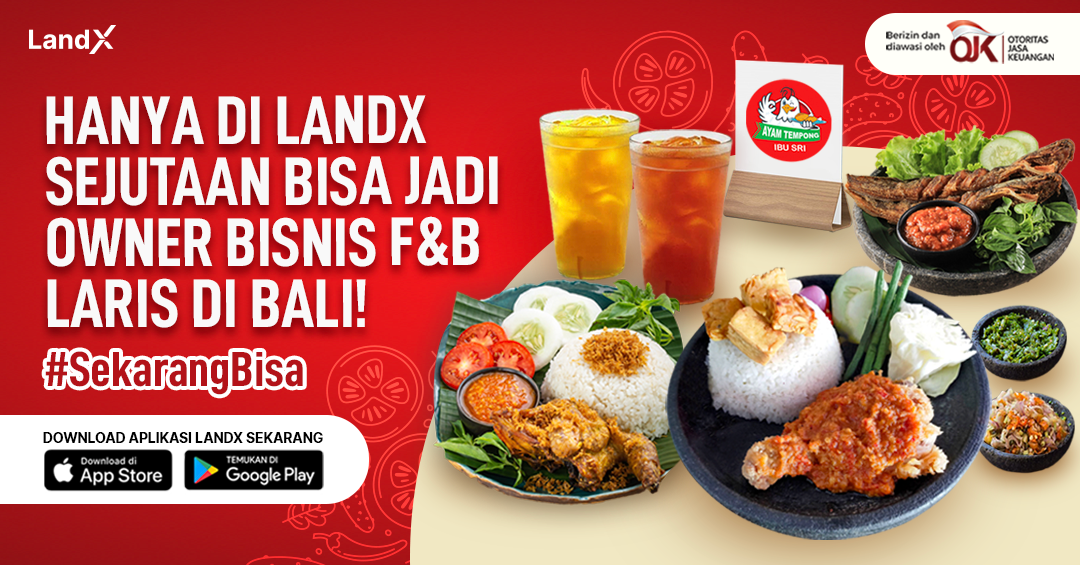 LandX
Berizin dan
diawasi oleh
OJK
OTORITAS
JASA
KEUANGAN
HANYA DI LANDX
SEJUTAAN BISA JADI
OWNER BISNIS F&B
LARIS DI BALI!
#SekarangBisa
AYAM TEMPONG
IBU SRI
DOWNLOAD APLIKASI LANDX SEKARANG
Download di
App Store
TEMUKAN DI
Google Play